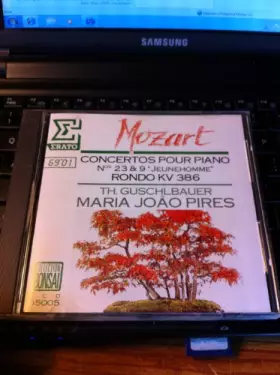 SAMSUNG
ERATO
Mozart
6901
CONCERTOS POUR PIANO
Nos 23 & 9 "JEUNEHOMME"
RONDO KV 386
TH. GUSCHLBAUER
MARIA JOÃO PIRES
BONSAI